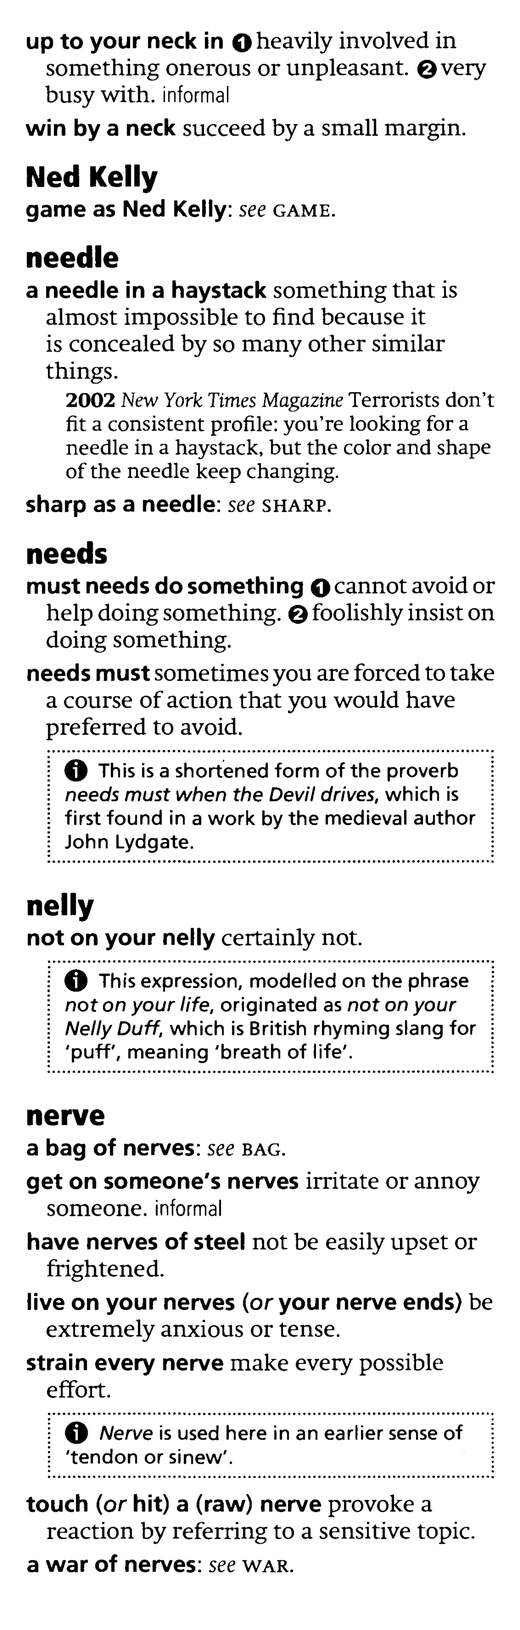 up to your neck in ❶ heavily involved in
something onerous or unpleasant. ❷ very
busy with. informal
win by a neck succeed by a small margin.
Ned Kelly
game as Ned Kelly: see GAME.
needle
a needle in a haystack something that is
almost impossible to find because it
is concealed by so many other similar
things.
2002 New York Times Magazine Terrorists don't
fit a consistent profile: you're looking for a
needle in a haystack, but the color and shape
of the needle keep changing.
sharp as a needle: see SHARP.
needs
must needs do something ❶ cannot avoid or
help doing something. ❷ foolishly insist on
doing something.
needs must sometimes you are forced to take
a course of action that you would have
preferred to avoid.
i This is a shortened form of the proverb
needs must when the Devil drives, which is
first found in a work by the medieval author
John Lydgate.
nelly
not on your nelly certainly not.
i This expression, modelled on the phrase
not on your life, originated as not on your
Nelly Duff, which is British rhyming slang for
'puff', meaning 'breath of life'.
nerve
a bag of nerves: see BAG.
get on someone's nerves irritate or annoy
someone. informal
have nerves of steel not be easily upset or
frightened.
live on your nerves (or your nerve ends) be
extremely anxious or tense.
strain every nerve make every possible
effort.
i Nerve is used here in an earlier sense of
'tendon or sinew'.
touch (or hit) a (raw) nerve provoke a
reaction by referring to a sensitive topic.
a war of nerves: see WAR.